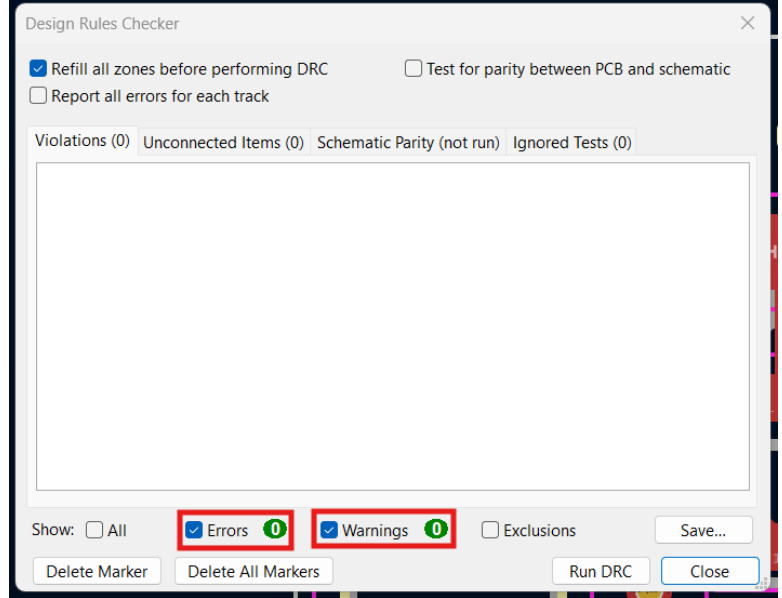 Design Rules Checker
Refill all zones before performing DRC Test for parity between PCB and schematic
Report all errors for each track
Violations (0) Unconnected Items (0) Schematic Parity (not run) Ignored Tests (0)
Show: All Errors 0 Warnings 0 Exclusions Save...
Delete Marker Delete All Markers Run DRC Close